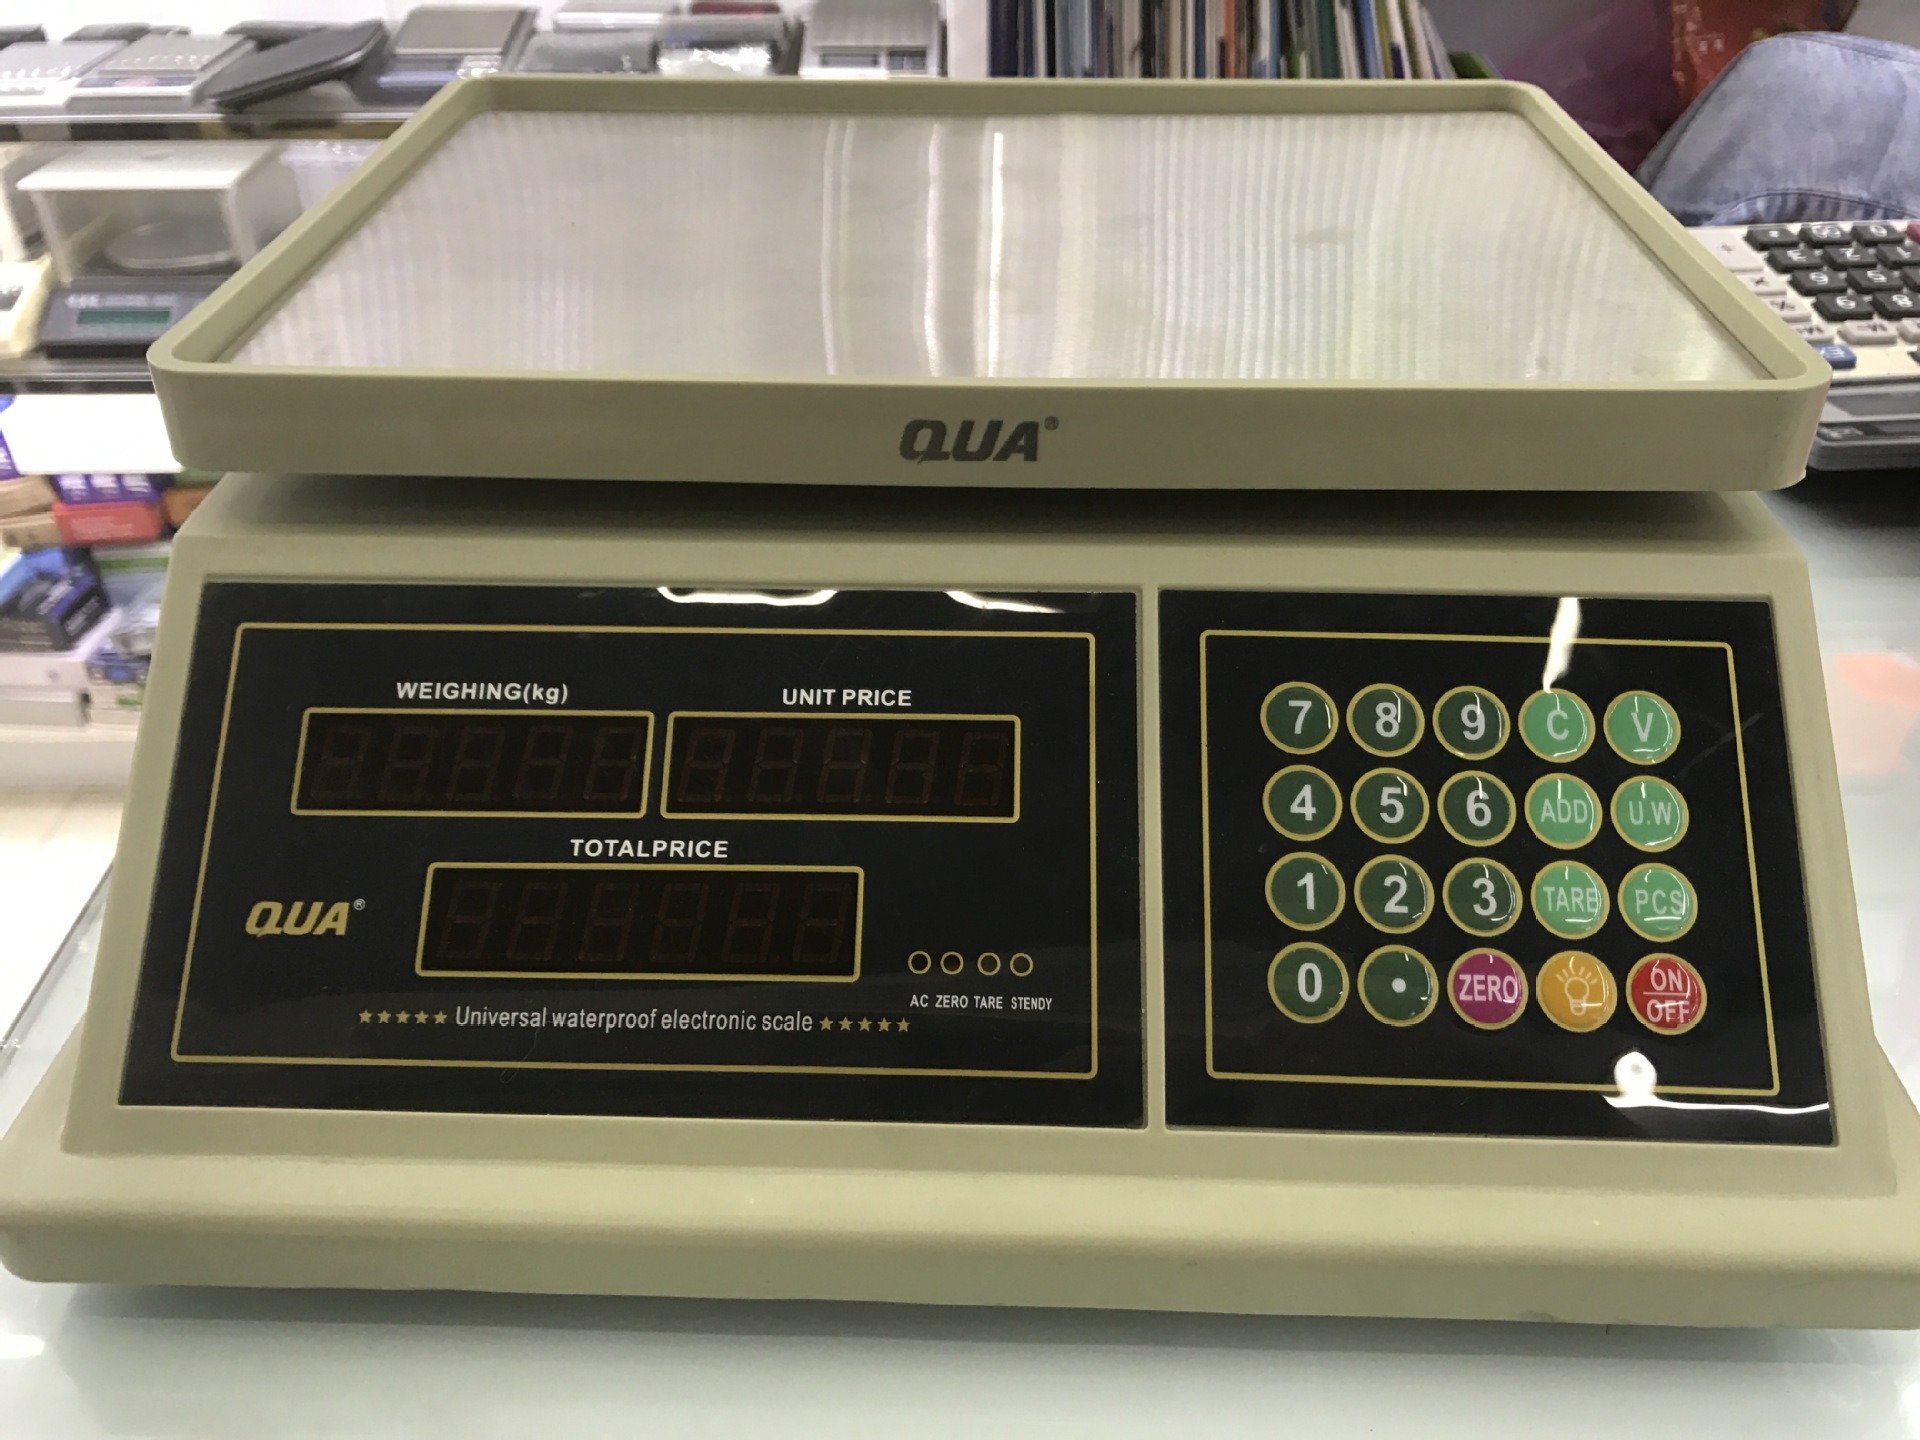 QUA®
WEIGHING(kg)
UNIT PRICE
TOTALPRICE
QUA®
AC ZERO TARE STENDY
★★★★★ Universal waterproof electronic scale ★★★★★
7 8 9 C V
4 5 6 ADD U.W
1 2 3 TARE PCS
0 . ZERO ON
OFF